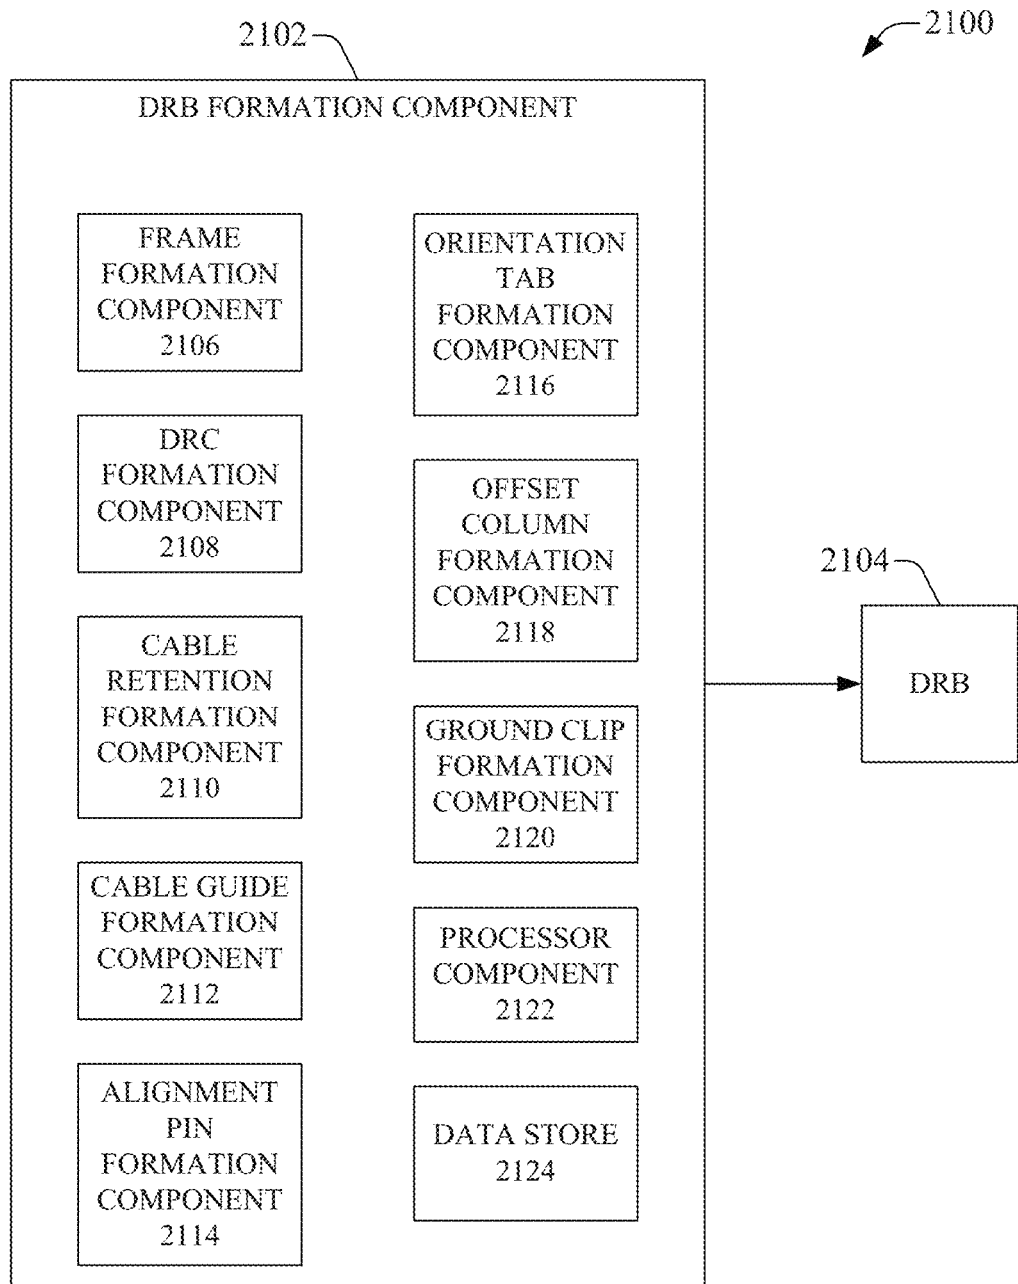 2100
2102
DRB FORMATION COMPONENT
FRAME
FORMATION
COMPONENT
2106
DRC
FORMATION
COMPONENT
2108
CABLE
RETENTION
FORMATION
COMPONENT
2110
CABLE GUIDE
FORMATION
COMPONENT
2112
ALIGNMENT
PIN
FORMATION
COMPONENT
2114
ORIENTATION
TAB
FORMATION
COMPONENT
2116
OFFSET
COLUMN
FORMATION
COMPONENT
2118
GROUND CLIP
FORMATION
COMPONENT
2120
PROCESSOR
COMPONENT
2122
DATA STORE
2124
2104
DRB